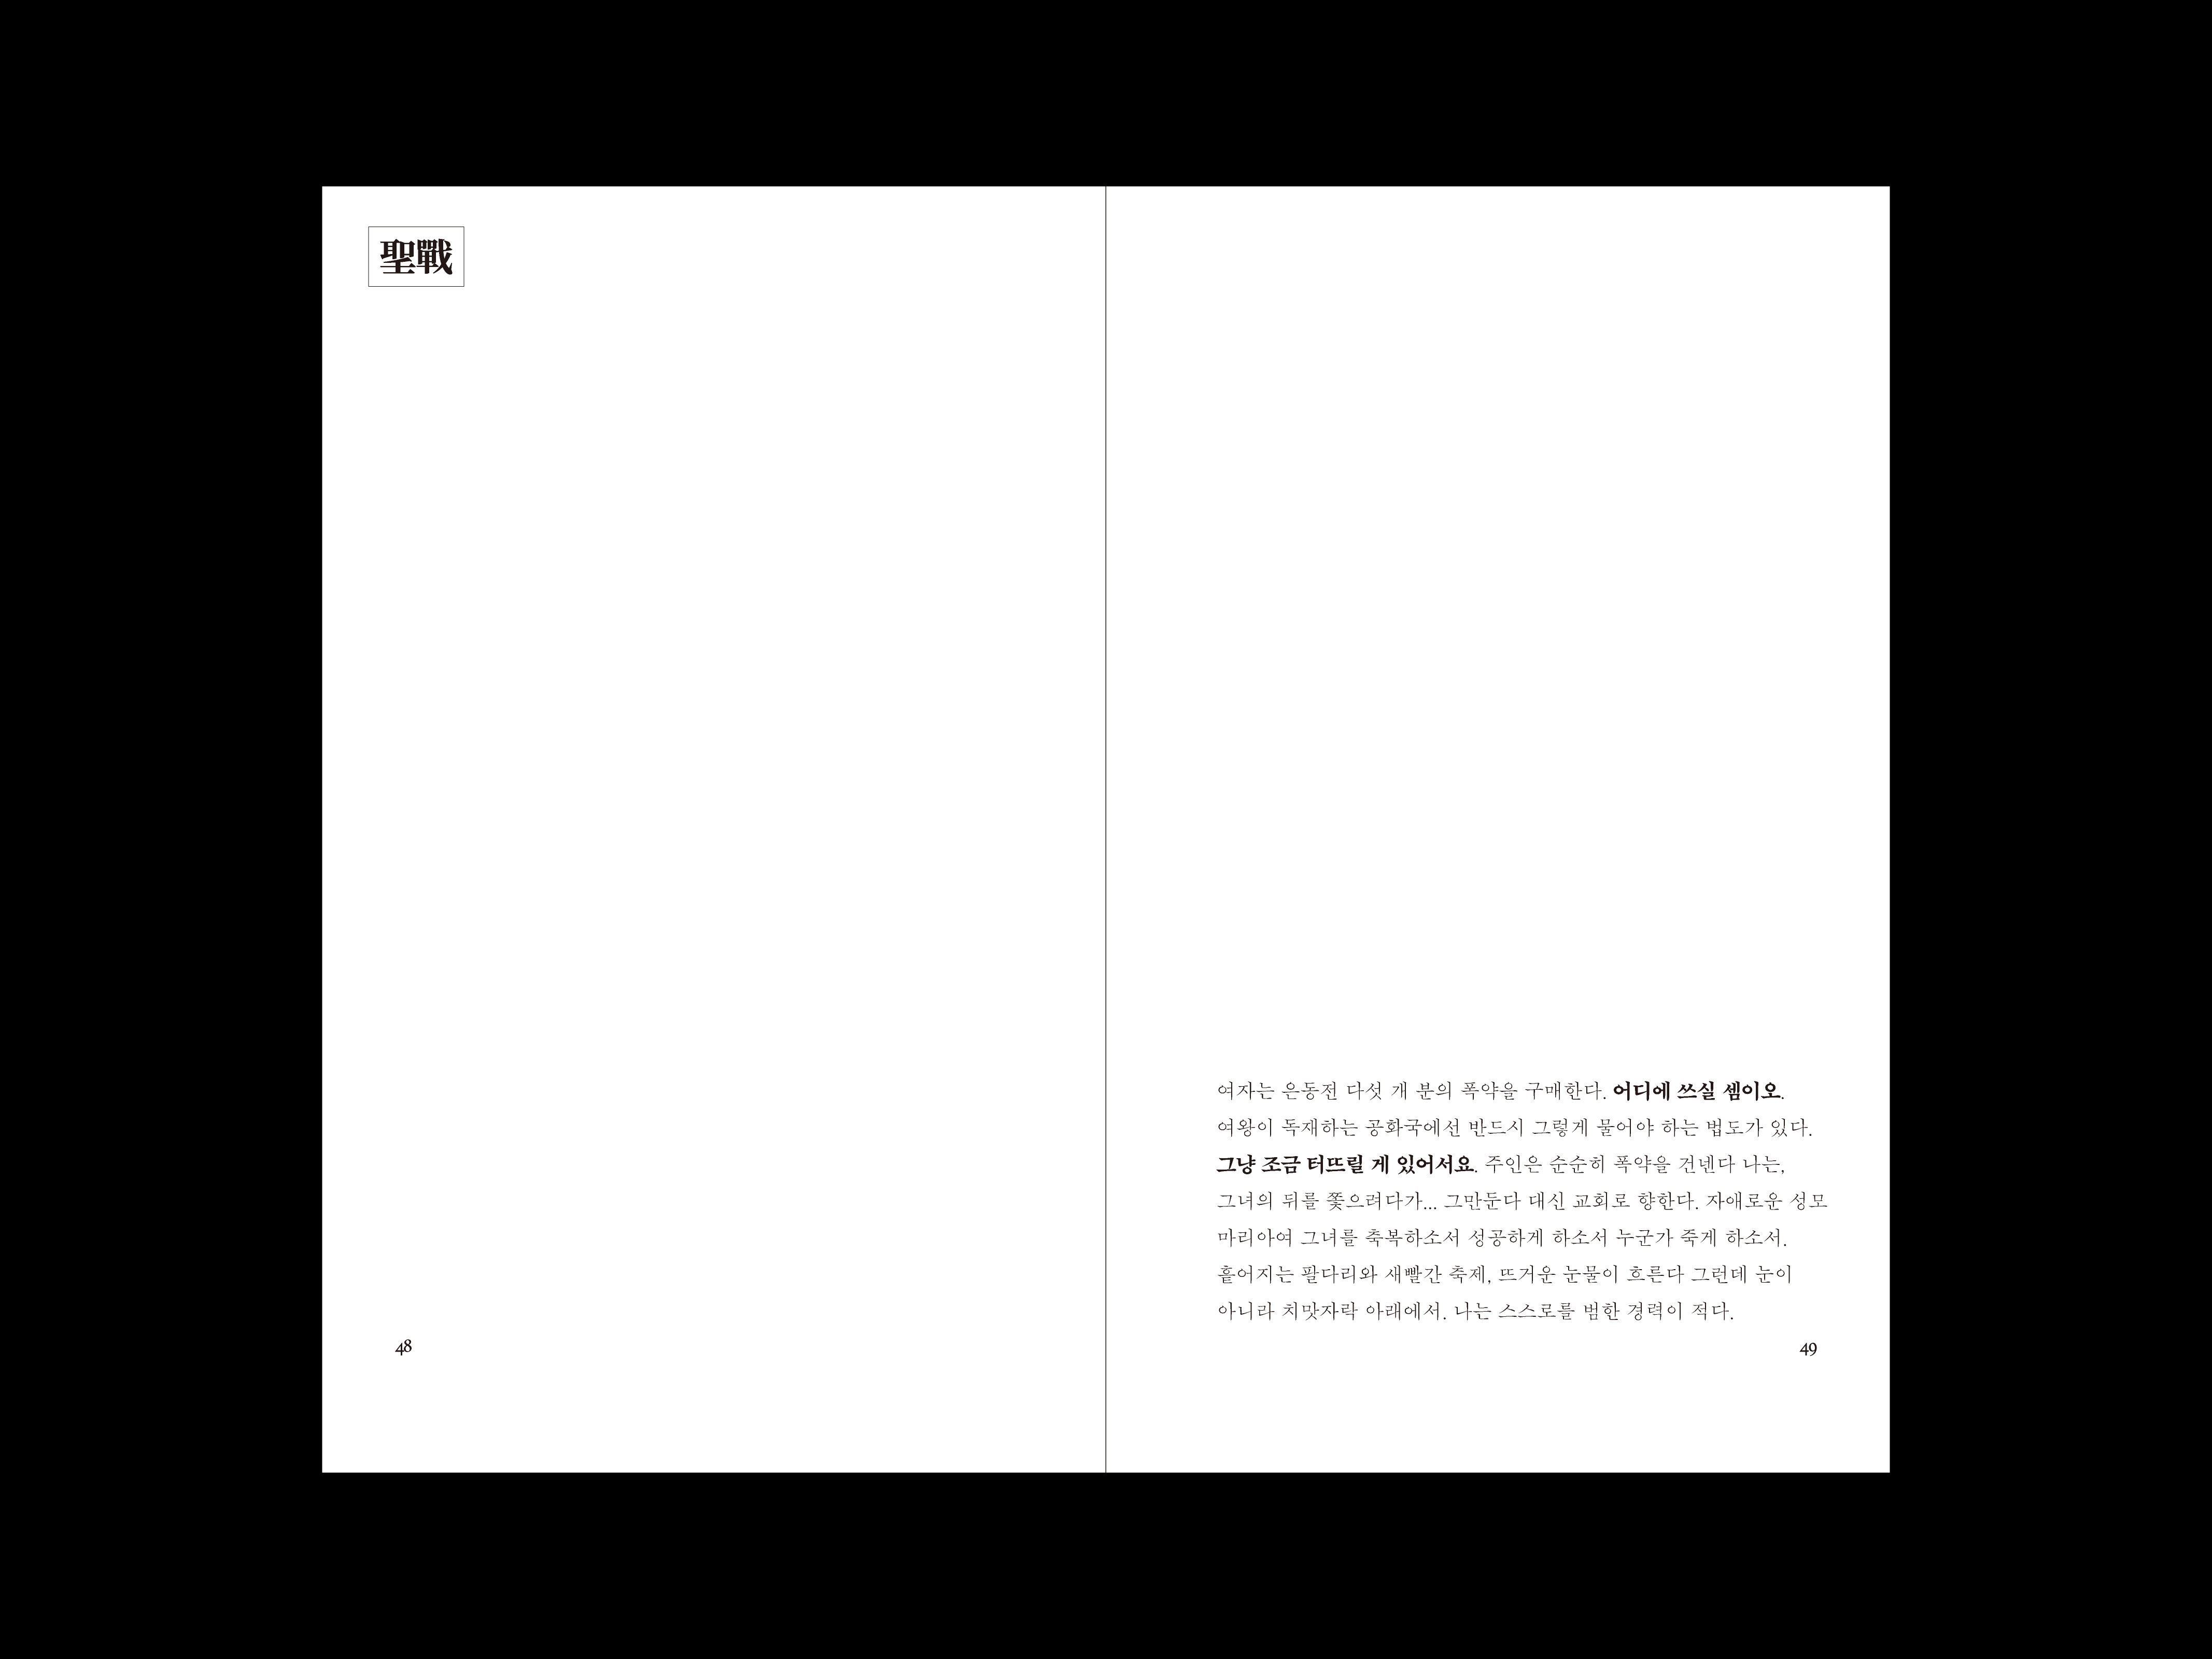 聖戰
48
여자는 은동전 다섯 개 분의 폭약을 구매한다. 어디에 쓰실 셈이오.
여왕이 독재하는 공화국에선 반드시 그렇게 물어야 하는 법도가 있다.
그냥 조금 터뜨릴 게 있어서요. 주인은 순순히 폭약을 건넨다 나는,
그녀의 뒤를 쫓으려다가... 그만둔다 대신 교회로 향한다. 자애로운 성모
마리아여 그녀를 축복하소서 성공하게 하소서 누군가 죽게 하소서.
흩어지는 팔다리와 새빨간 축제, 뜨거운 눈물이 흐른다 그런데 눈이
아니라 치맛자락 아래에서. 나는 스스로를 범한 경력이 적다.
49